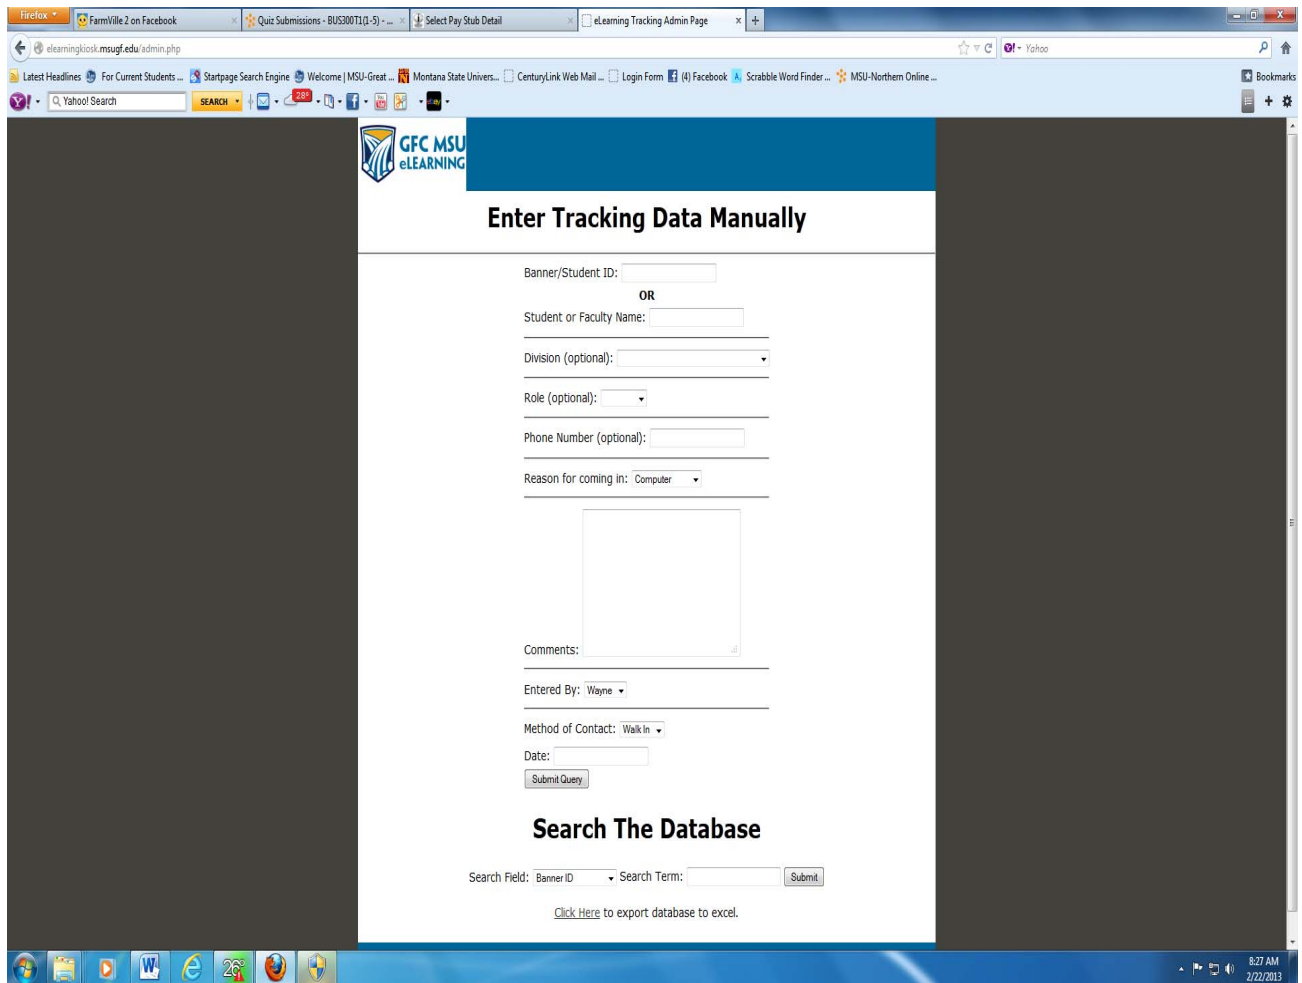 Firefox
FarmVille 2 on Facebook
Quiz Submissions - BUS300T1(1-5) - ...
Select Pay Stub Detail
eLearning Tracking Admin Page
elearningkiosk.msugf.edu/admin.php
Yahoo
Latest Headlines For Current Students ... Startpage Search Engine Welcome | MSU-Great ... Montana State Univers... CenturyLink Web Mail ... Login Form (4) Facebook Scrabble Word Finder ... MSU-Northern Online ... Bookmarks
Y! Yahoo! Search SEARCH 28° ebay
GFC MSU
eLEARNING
Enter Tracking Data Manually
Banner/Student ID:
OR
Student or Faculty Name:
Division (optional):
Role (optional):
Phone Number (optional):
Reason for coming in: Computer
Comments:
Entered By: Wayne
Method of Contact: Walk In
Date:
Submit Query
Search The Database
Search Field: Banner ID Search Term: Submit
Click Here to export database to excel.
8:27 AM
2/22/2013